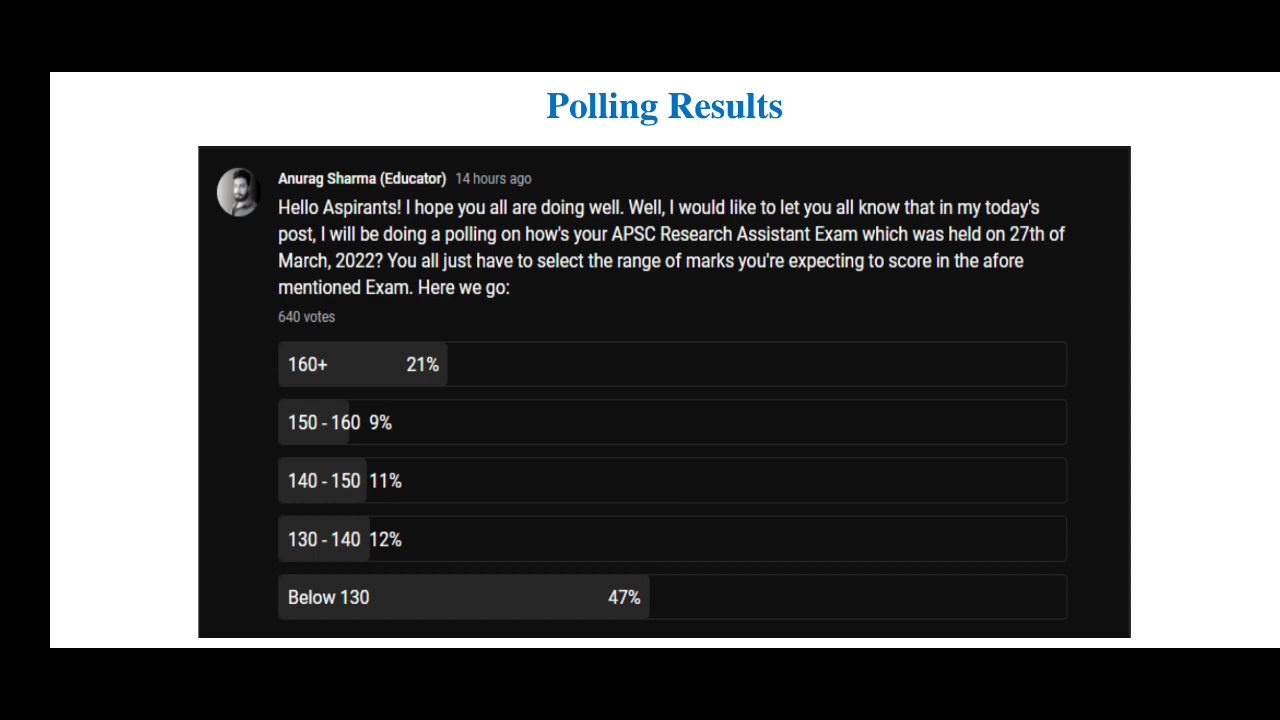 Polling Results
Anurag Sharma (Educator) 14 hours ago
Hello Aspirants! I hope you all are doing well. Well, I would like to let you all know that in my today's
post, I will be doing a polling on how's your APSC Research Assistant Exam which was held on 27th of
March, 2022? You all just have to select the range of marks you're expecting to score in the afore
mentioned Exam. Here we go:
640 votes
160+ 21%
150 - 160 9%
140 - 150 11%
130 - 140 12%
Below 130 47%